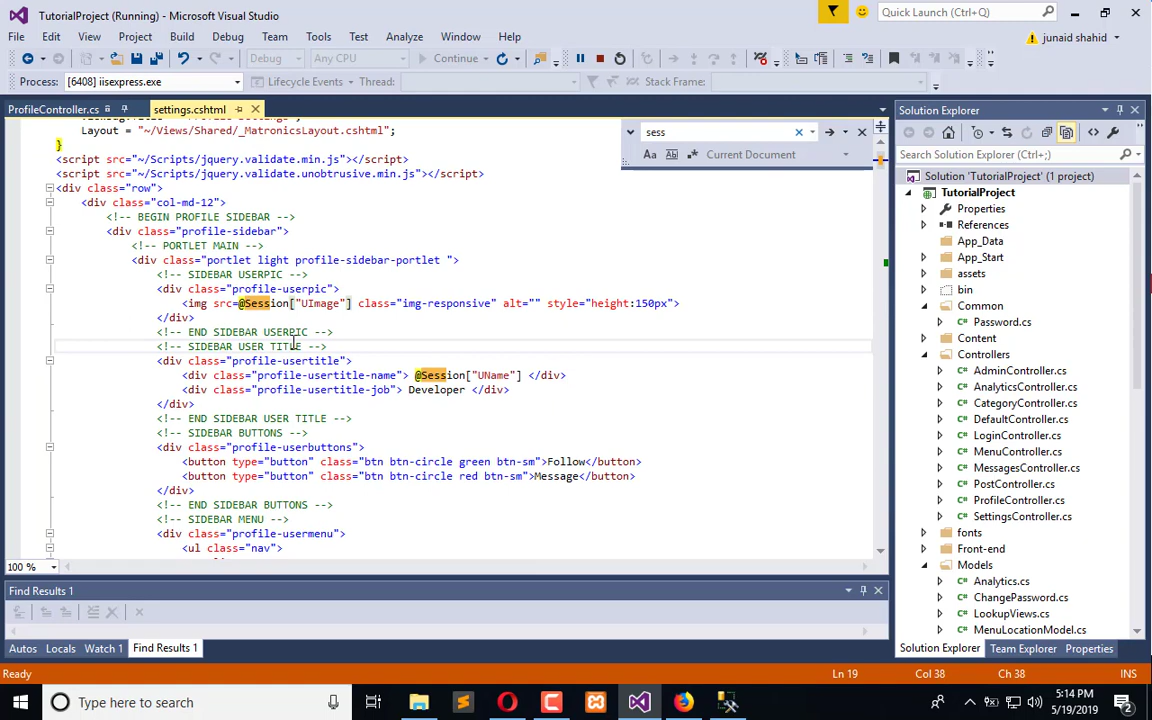 TutorialProject (Running) - Microsoft Visual Studio
Quick Launch (Ctrl+Q)
File Edit View Project Build Debug Team Tools Test Analyze Window Help
junaid shahid
Debug Any CPU Continue
Process: [6408] iisexpress.exe Lifecycle Events Thread: Stack Frame:
ProfileController.cs settings.cshtml
sess
Aa Current Document
Layout = "~/Views/Shared/_MatronicsLayout.cshtml";
}
<script src="~/Scripts/jquery.validate.min.js"></script>
<script src="~/Scripts/jquery.validate.unobtrusive.min.js"></script>
<div class="row">
<div class="col-md-12">
<!-- BEGIN PROFILE SIDEBAR -->
<div class="profile-sidebar">
<!-- PORTLET MAIN -->
<div class="portlet light profile-sidebar-portlet ">
<!-- SIDEBAR USERPIC -->
<div class="profile-userpic">
<img src=@Session["UImage"] class="img-responsive" alt="" style="height:150px">
</div>
<!-- END SIDEBAR USERPIC -->
<!-- SIDEBAR USER TITLE -->
<div class="profile-usertitle">
<div class="profile-usertitle-name"> @Session["UName"] </div>
<div class="profile-usertitle-job"> Developer </div>
</div>
<!-- END SIDEBAR USER TITLE -->
<!-- SIDEBAR BUTTONS -->
<div class="profile-userbuttons">
<button type="button" class="btn btn-circle green btn-sm">Follow</button>
<button type="button" class="btn btn-circle red btn-sm">Message</button>
</div>
<!-- END SIDEBAR BUTTONS -->
<!-- SIDEBAR MENU -->
<div class="profile-usermenu">
<ul class="nav">
100 %
Find Results 1
Autos Locals Watch 1 Find Results 1
Solution Explorer
Search Solution Explorer (Ctrl+;)
Solution 'TutorialProject' (1 project)
TutorialProject
Properties
References
App_Data
App_Start
assets
bin
Common
Password.cs
Content
Controllers
AdminController.cs
AnalyticsController.cs
CategoryController.cs
DefaultController.cs
LoginController.cs
MenuController.cs
MessagesController.cs
PostController.cs
ProfileController.cs
SettingsController.cs
fonts
Front-end
Models
Analytics.cs
ChangePassword.cs
LookupViews.cs
MenuLocationModel.cs
Solution Explorer Team Explorer Properties
Ready Ln 19 Col 38 Ch 38 INS
Type here to search
5:14 PM
5/19/2019
2